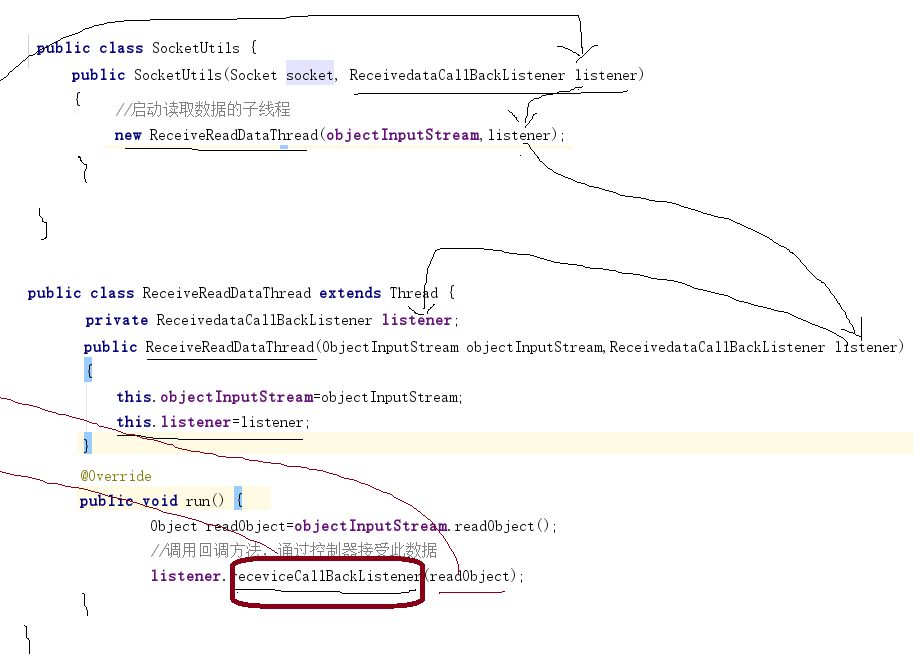 public class SocketUtils {
public SocketUtils(Socket socket, ReceivedataCallBackListener listener)
{
//启动读取数据的子线程
new ReceiveReadDataThread(objectInputStream,listener);
}
}
public class ReceiveReadDataThread extends Thread {
private ReceivedataCallBackListener listener;
public ReceiveReadDataThread(ObjectInputStream objectInputStream,ReceivedataCallBackListener listener)
{
this.objectInputStream=objectInputStream;
this.listener=listener;
}
@Override
public void run() {
Object readObject=objectInputStream.readObject();
//调用回调方法，通过控制器接受此数据
listener.receviceCallBackListener(readObject);
}
}